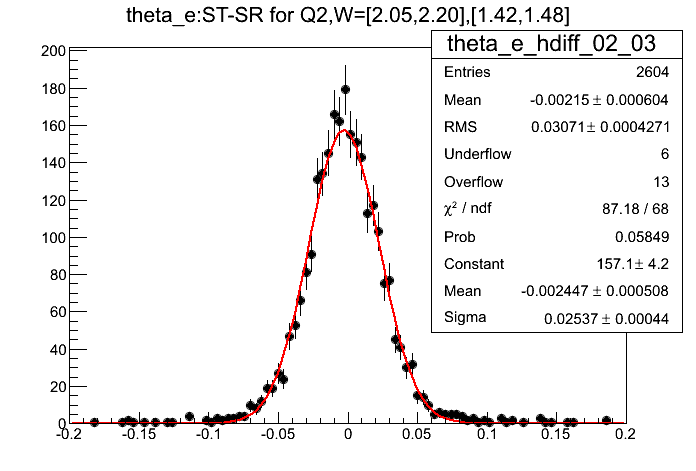 theta_e:ST-SR for Q2,W=[2.05,2.20],[1.42,1.48]
theta_e_hdiff_02_03
Entries 2604
Mean -0.00215 ± 0.000604
RMS 0.03071 ± 0.0004271
Underflow 6
Overflow 13
χ² / ndf 87.18 / 68
Prob 0.05849
Constant 157.1 ± 4.2
Mean -0.002447 ± 0.000508
Sigma 0.02537 ± 0.00044
200
180
160
140
120
100
80
60
40
20
0
-0.2 -0.15 -0.1 -0.05 0 0.05 0.1 0.15 0.2